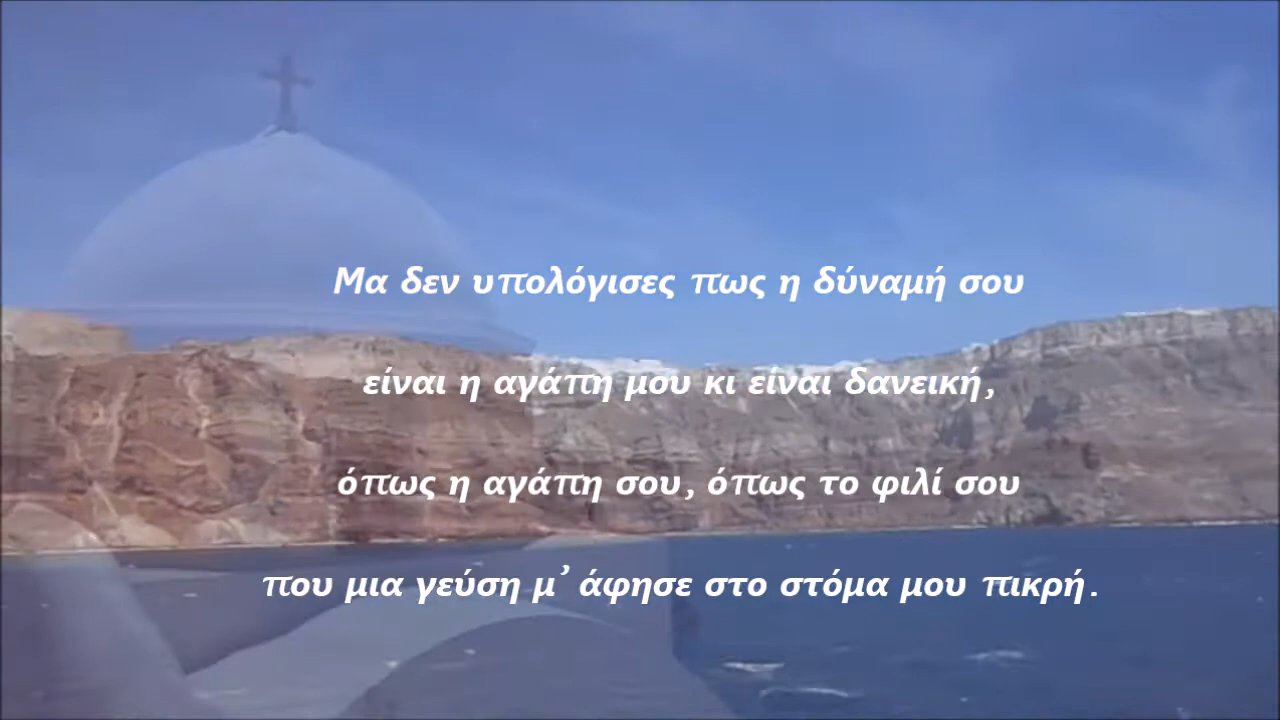 Μα δεν υπολόγισες πως η δύναμή σου
είναι η αγάπη μου κι είναι δανεική,
όπως η αγάπη σου, όπως το φιλί σου
που μια γεύση μ’ άφησε στο στόμα μου πικρή.